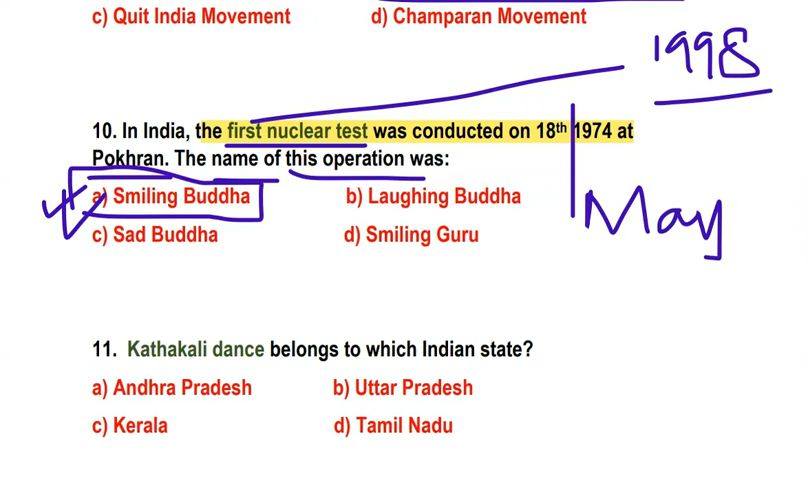 c) Quit India Movement d) Champaran Movement
1998
10. In India, the first nuclear test was conducted on 18th 1974 at
Pokhran. The name of this operation was:
a) Smiling Buddha b) Laughing Buddha
May
c) Sad Buddha d) Smiling Guru
11. Kathakali dance belongs to which Indian state?
a) Andhra Pradesh b) Uttar Pradesh
c) Kerala d) Tamil Nadu